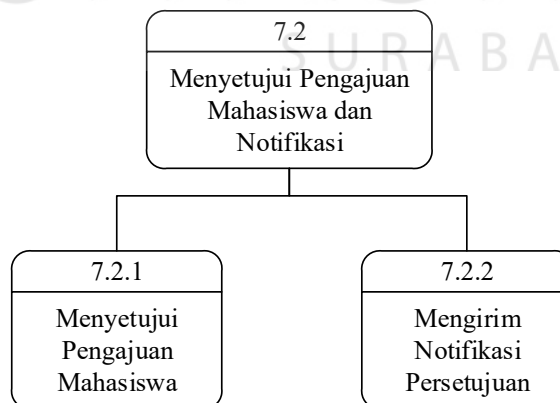 SURABA
7.2
Menyetujui Pengajuan
Mahasiswa dan
Notifikasi
7.2.1
Menyetujui
Pengajuan
Mahasiswa
7.2.2
Mengirim
Notifikasi
Persetujuan